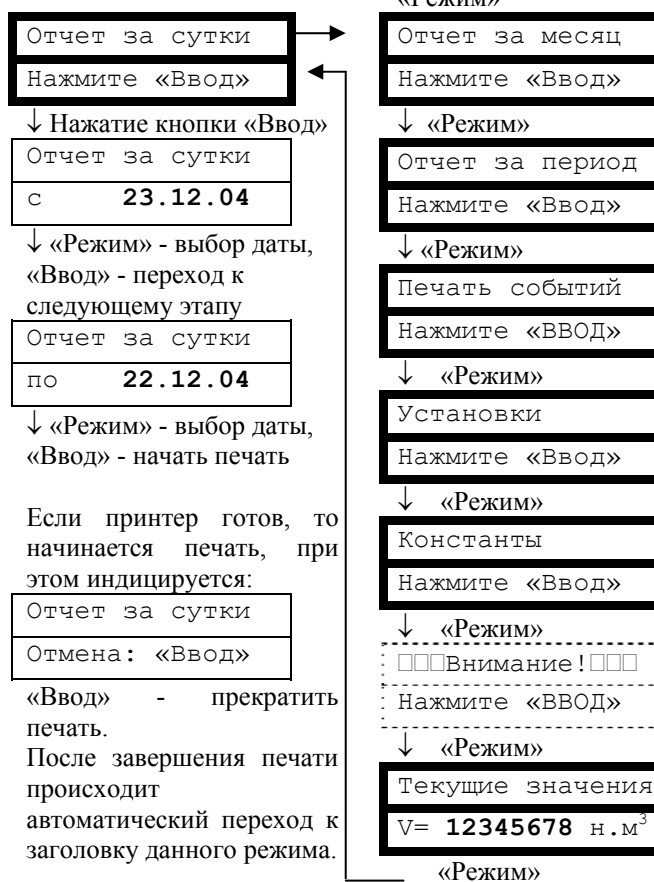 Отчет за сутки
Нажмите «Ввод»
↓ Нажатие кнопки «Ввод»
Отчет за сутки
с 23.12.04
↓ «Режим» - выбор даты,
«Ввод» - переход к
следующему этапу
Отчет за сутки
по 22.12.04
↓ «Режим» - выбор даты,
«Ввод» - начать печать
Если принтер готов, то
начинается печать, при
этом индицируется:
Отчет за сутки
Отмена: «Ввод»
«Ввод» - прекратить
печать.
После завершения печати
происходит
автоматический переход к
заголовку данного режима.
«Режим»
Отчет за месяц
Нажмите «Ввод»
↓ «Режим»
Отчет за период
Нажмите «Ввод»
↓ «Режим»
Печать событий
Нажмите «ВВОД»
↓ «Режим»
Установки
Нажмите «Ввод»
↓ «Режим»
Константы
Нажмите «Ввод»
↓ «Режим»
□□□Внимание!□□□
Нажмите «ВВОД»
↓ «Режим»
Текущие значения
V= 12345678 н.м³
«Режим»